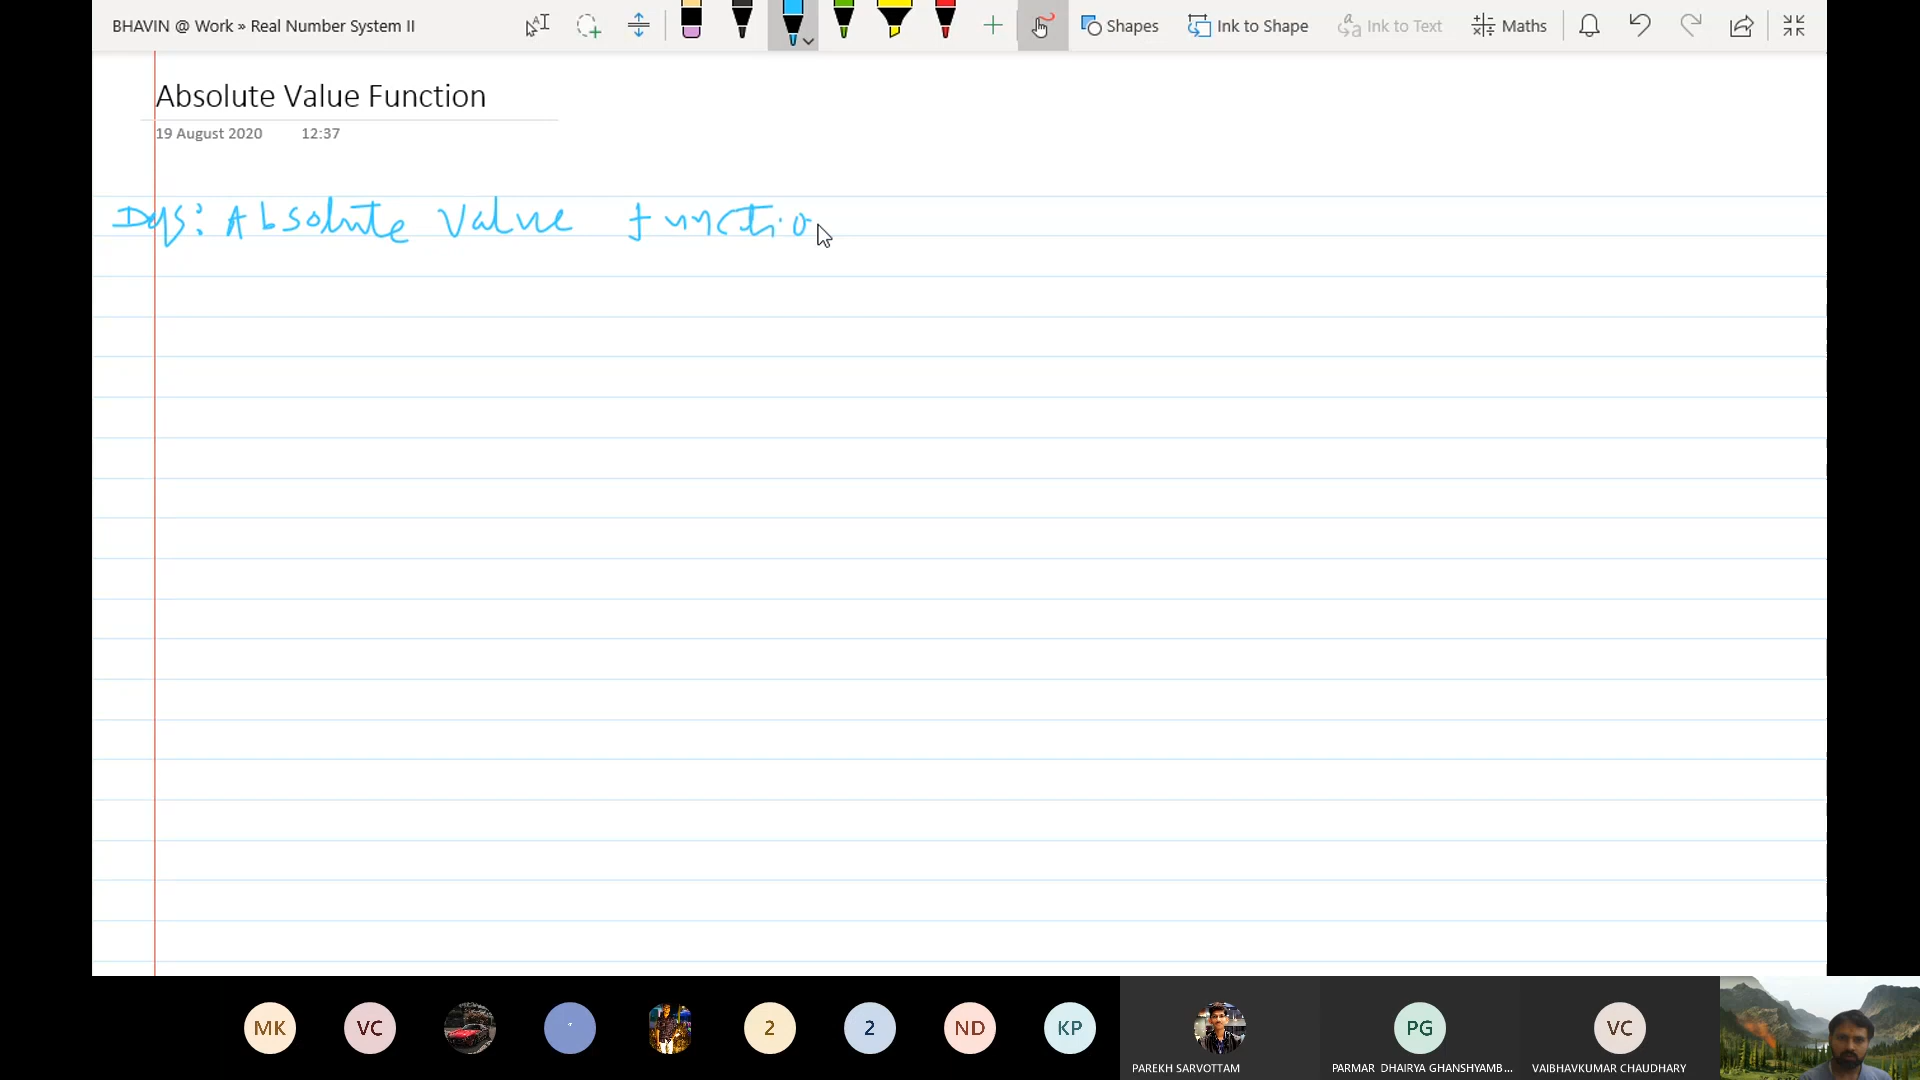 BHAVIN @ Work » Real Number System II
Shapes
Ink to Shape
Ink to Text
Maths
Absolute Value Function
19 August 2020 12:37
Def: Absolute Value functio
MK
VC
2
2
ND
KP
PG
VC
PAREKH SARVOTTAM
PARMAR DHAIRYA GHANSHYAMB...
VAIBHAVKUMAR CHAUDHARY